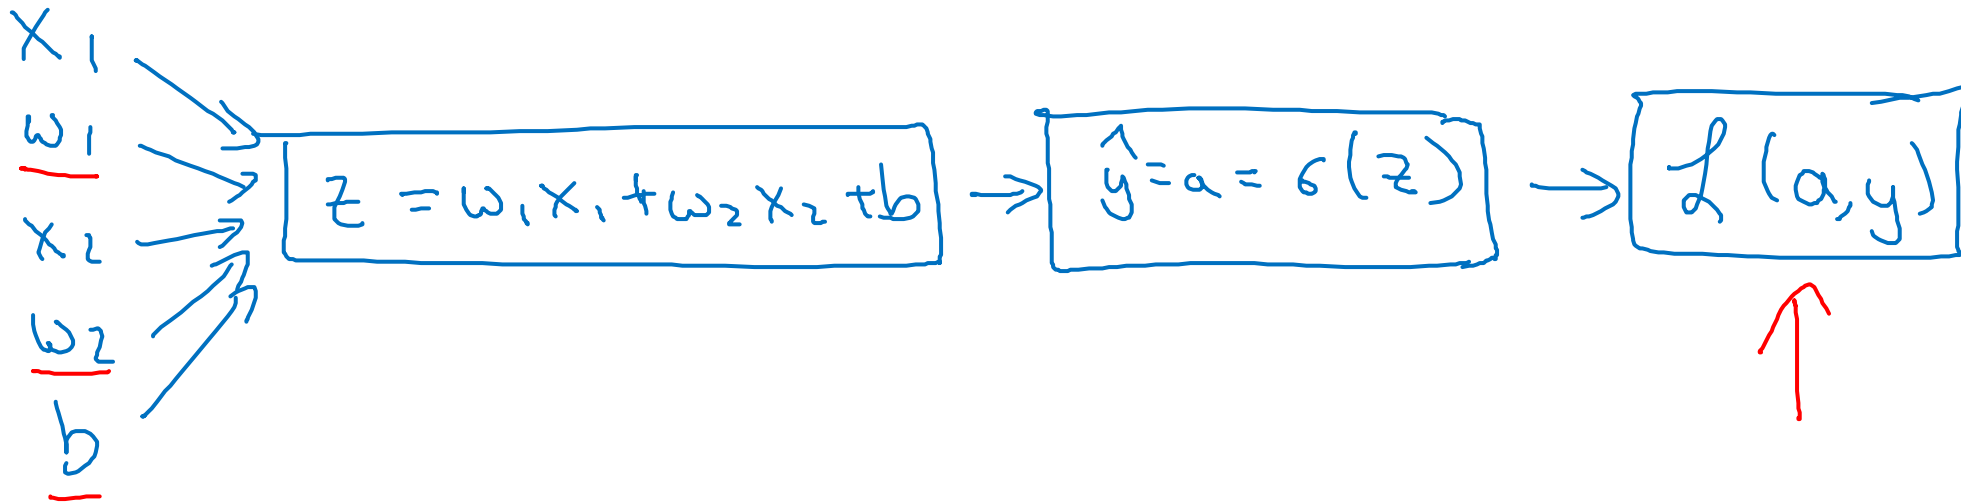 x₁
w₁
x₂
w₂
b
z = w₁x₁ + w₂x₂ + b
ŷ = a = σ(z)
ℒ(a, y)